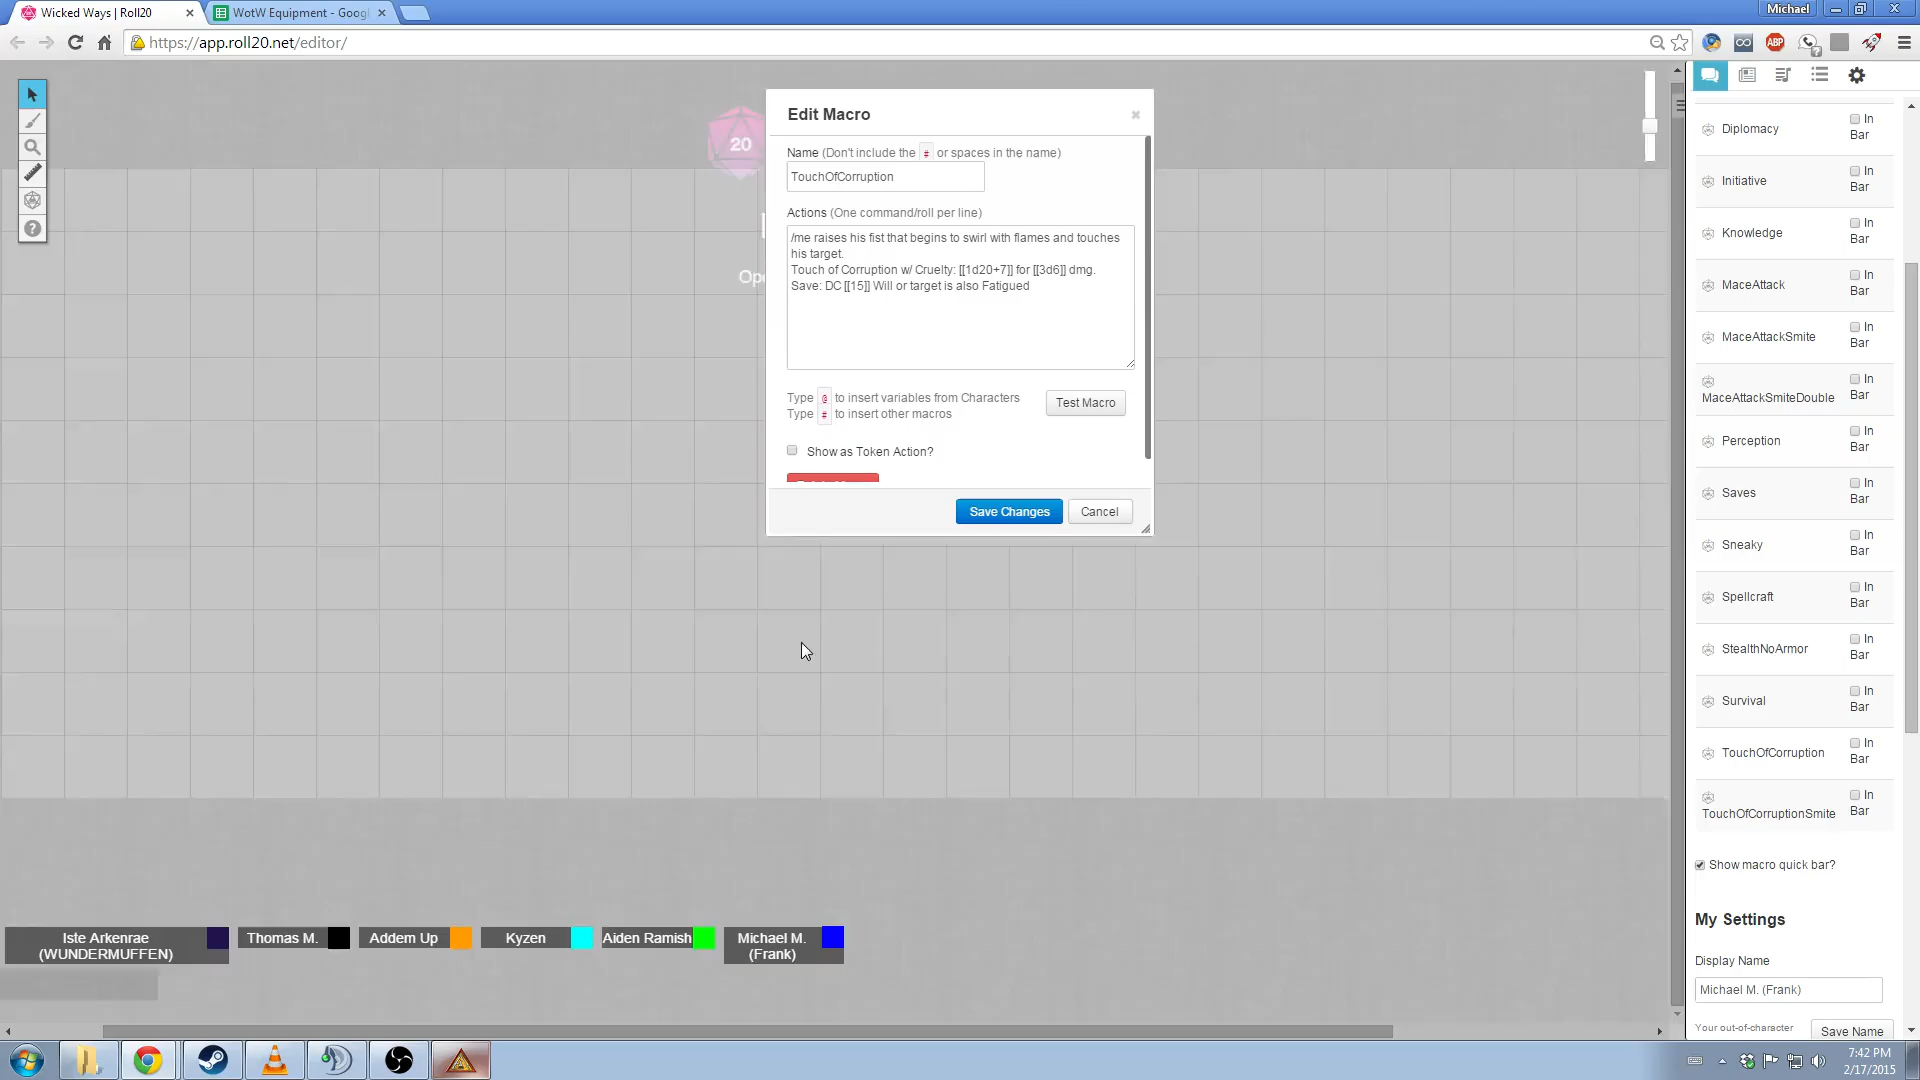 Wicked Ways | Roll20
WotW Equipment - Goog
Michael
https://app.roll20.net/editor/
ABP
20
Ope
Edit Macro
Name (Don't include the # or spaces in the name)
TouchOfCorruption
Actions (One command/roll per line)
/me raises his fist that begins to swirl with flames and touches
his target.
Touch of Corruption w/ Cruelty: [[1d20+7]] for [[3d6]] dmg.
Save: DC [[15]] Will or target is also Fatigued
Type @ to insert variables from Characters
Type # to insert other macros
Test Macro
Show as Token Action?
Save Changes
Cancel
Diplomacy
In
Bar
Initiative
In
Bar
Knowledge
In
Bar
MaceAttack
In
Bar
MaceAttackSmite
In
Bar
MaceAttackSmiteDouble
In
Bar
Perception
In
Bar
Saves
In
Bar
Sneaky
In
Bar
Spellcraft
In
Bar
StealthNoArmor
In
Bar
Survival
In
Bar
TouchOfCorruption
In
Bar
TouchOfCorruptionSmite
In
Bar
Show macro quick bar?
My Settings
Display Name
Michael M. (Frank)
Your out-of-character
Save Name
Iste Arkenrae
(WUNDERMUFFEN)
Thomas M.
Addem Up
Kyzen
Aiden Ramish
Michael M.
(Frank)
7:42 PM
2/17/2015